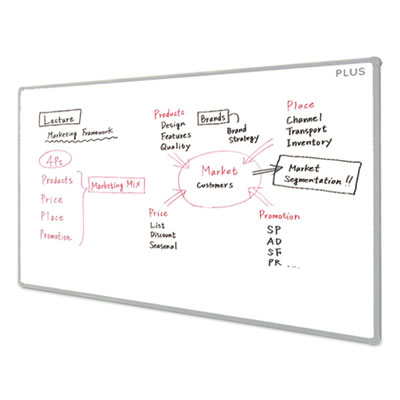 PLUS
Lecture
Marketing Framework
4Ps
Products
Price
Place
Promotion
Marketing Mix
Products
Design
Features
Quality
Brands
Brand
Strategy
Place
Channel
Transport
Inventory
Market
Customers
Market
Segmentation !!
Price
List
Discount
Seasonal
Promotion
SP
AD
SF
PR ....